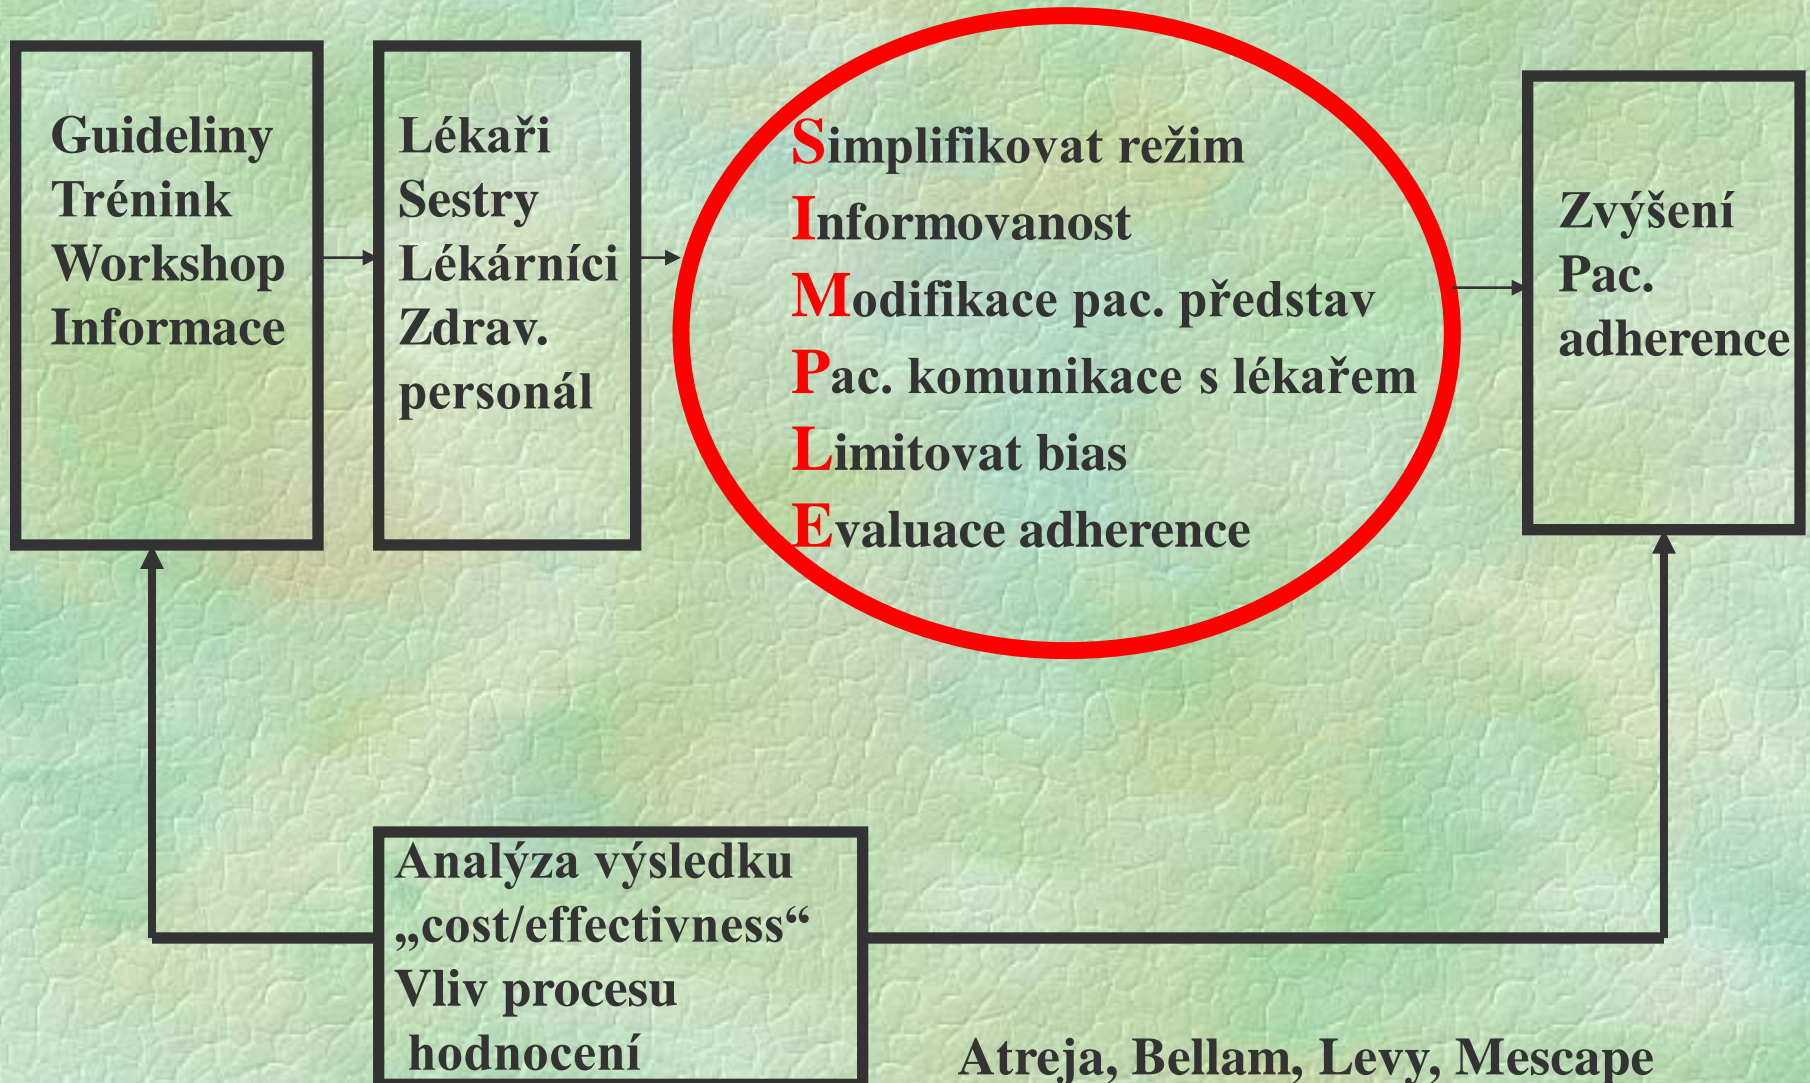 Guideliny
Trénink
Workshop
Informace
Lékaři
Sestry
Lékárníci
Zdrav.
personál
Simplifikovat režim
Informovanost
Modifikace pac. představ
Pac. komunikace s lékařem
Limitovat bias
Evaluace adherence
Zvýšení
Pac.
adherence
Analýza výsledku
„cost/effectivness“
Vliv procesu
hodnocení
Atreja, Bellam, Levy, Mescape